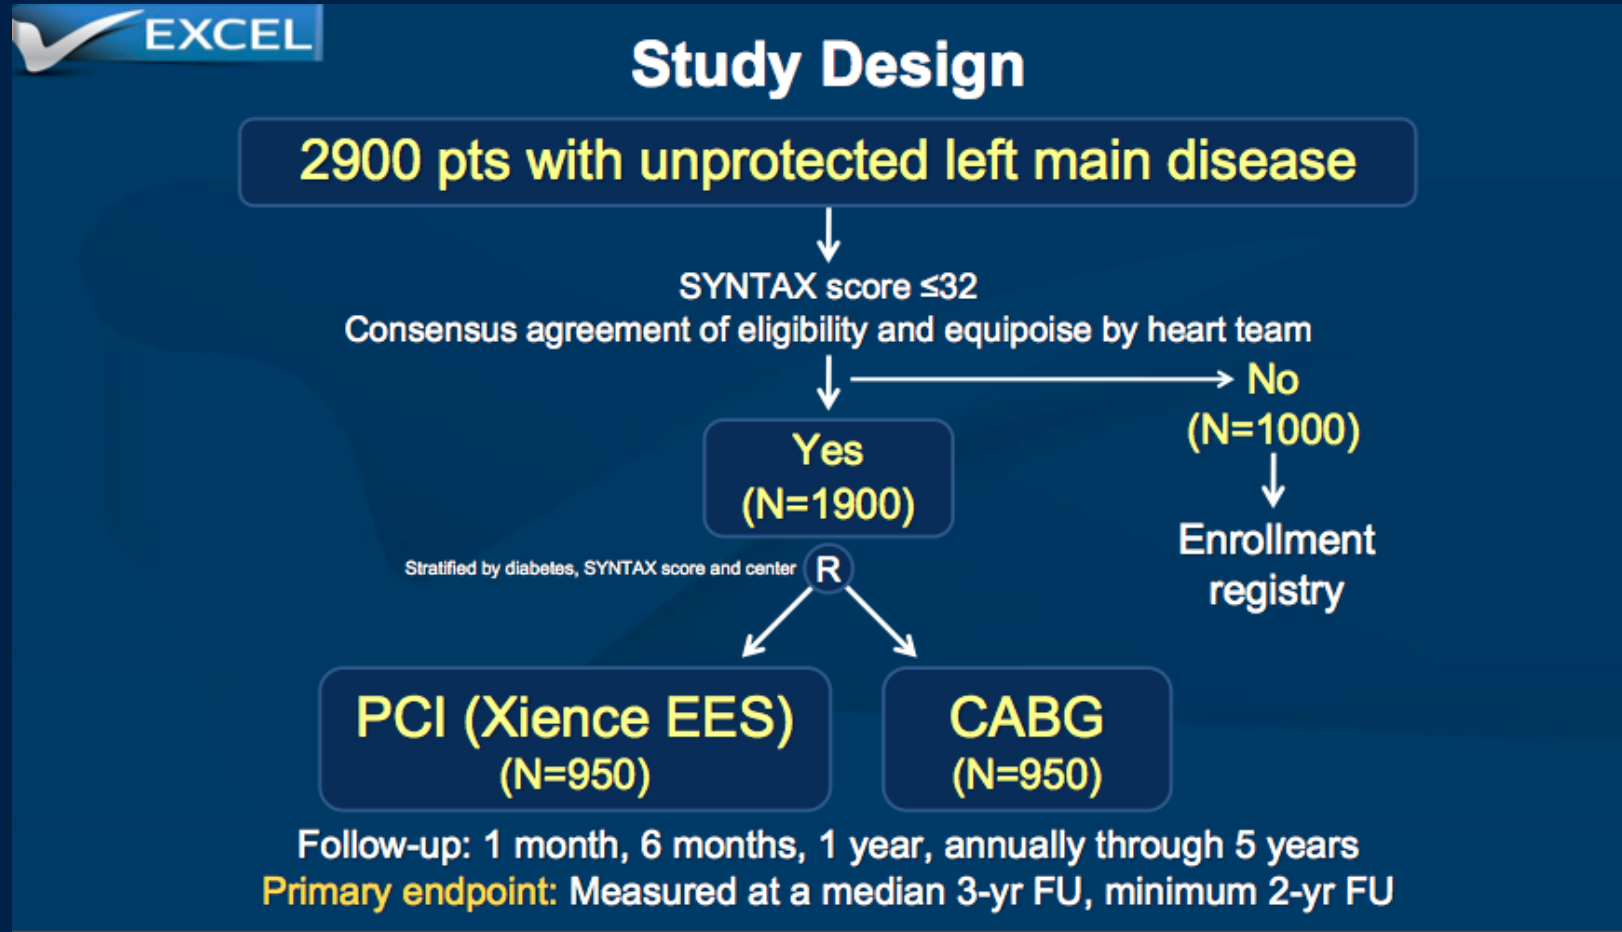 EXCEL
Study Design
2900 pts with unprotected left main disease
SYNTAX score ≤32
Consensus agreement of eligibility and equipoise by heart team
No
(N=1000)
Yes
(N=1900)
Enrollment
registry
Stratified by diabetes, SYNTAX score and center
R
PCI (Xience EES)
(N=950)
CABG
(N=950)
Follow-up: 1 month, 6 months, 1 year, annually through 5 years
Primary endpoint: Measured at a median 3-yr FU, minimum 2-yr FU